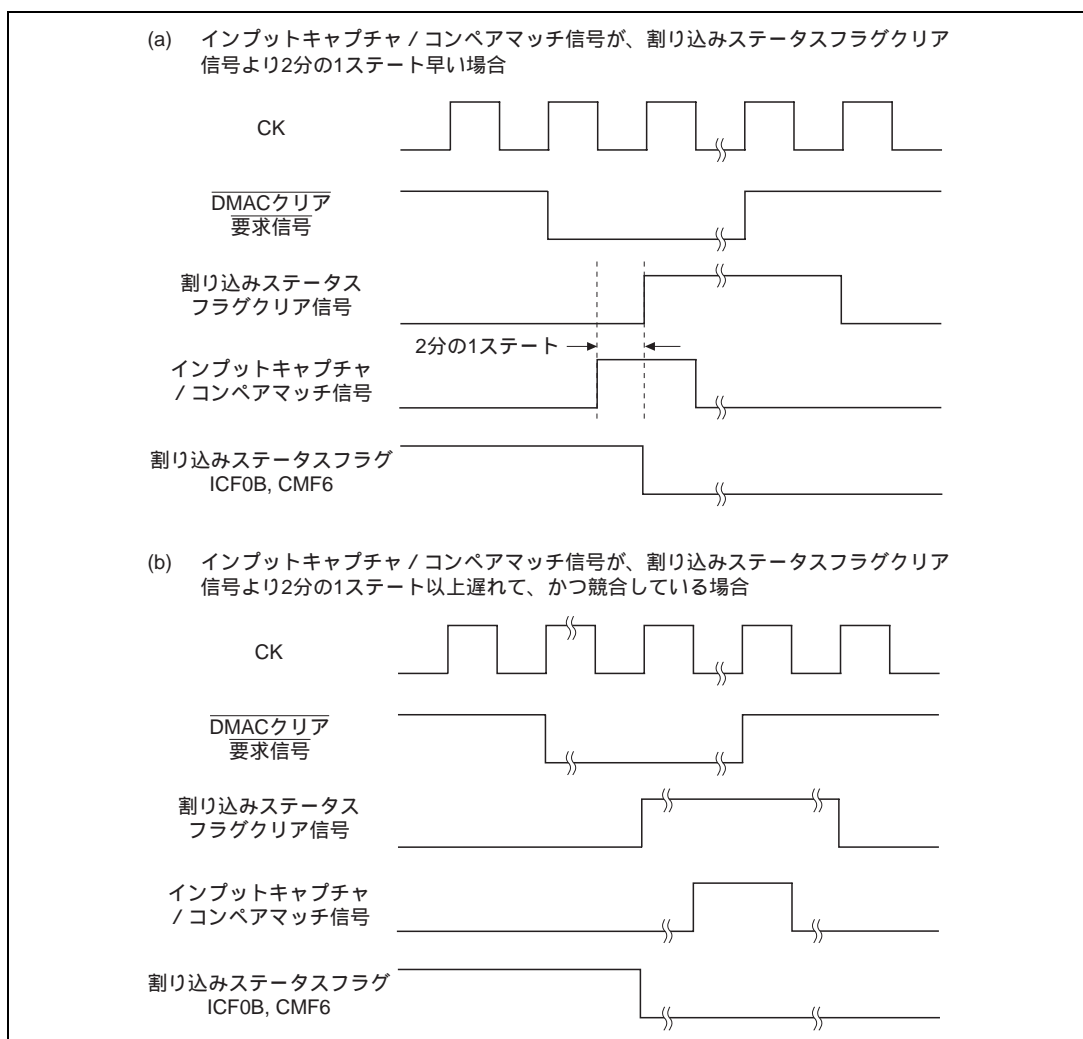 (a) インプットキャプチャ / コンペアマッチ信号が、割り込みステータスフラグクリア
信号より2分の1ステート早い場合
CK
DMACクリア
要求信号
割り込みステータス
フラグクリア信号
2分の1ステート
インプットキャプチャ
/ コンペアマッチ信号
割り込みステータスフラグ
ICF0B, CMF6
(b) インプットキャプチャ / コンペアマッチ信号が、割り込みステータスフラグクリア
信号より2分の1ステート以上遅れて、かつ競合している場合
CK
DMACクリア
要求信号
割り込みステータス
フラグクリア信号
インプットキャプチャ
/ コンペアマッチ信号
割り込みステータスフラグ
ICF0B, CMF6